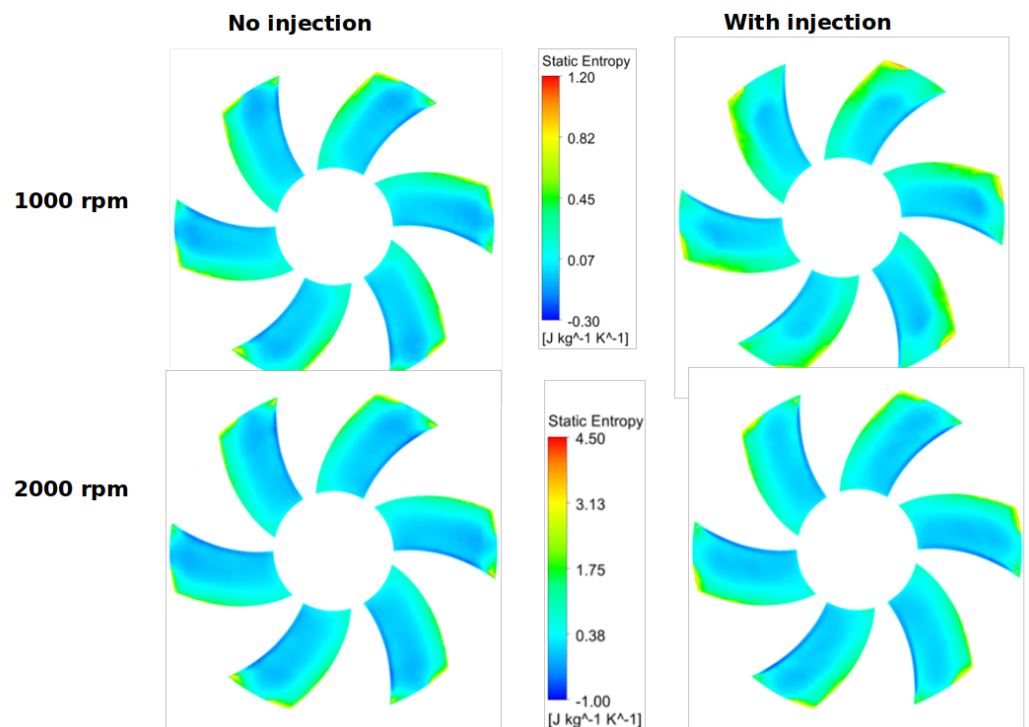 No injection
With injection
Static Entropy
1.20
0.82
0.45
0.07
-0.30
[J kg^-1 K^-1]
1000 rpm
Static Entropy
4.50
3.13
1.75
0.38
-1.00
[J kg^-1 K^-1]
2000 rpm